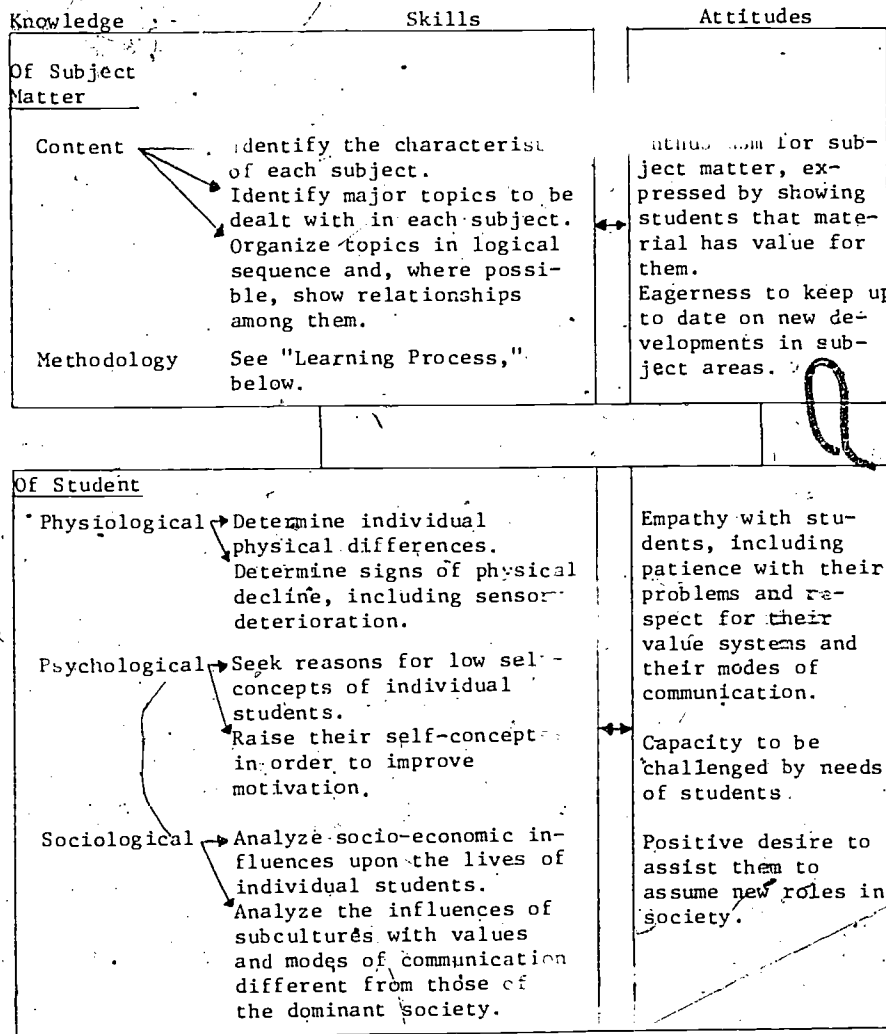 Knowledge Skills Attitudes
Of Subject
Matter
Content
identify the characterist
of each subject.
Identify major topics to be
dealt with in each subject.
Organize topics in logical
sequence and, where possi-
ble, show relationships
among them.
Methodology
See "Learning Process,"
below.
for sub-
ject matter, ex-
pressed by showing
students that mate-
rial has value for
them.
Eagerness to keep up
to date on new de-
velopments in sub-
ject areas.
Of Student
Physiological
Determine individual
physical differences.
Determine signs of physical
decline, including sensor
deterioration.
Psychological
Seek reasons for low sel -
concepts of individual
students.
Raise their self-concept
in order to improve
motivation.
Sociological
Analyze socio-economic in-
fluences upon the lives of
individual students.
Analyze the influences of
subcultures with values
and modes of communication
different from those of
the dominant society.
Empathy with stu-
dents, including
patience with their
problems and re-
spect for their
value systems and
their modes of
communication.
Capacity to be
challenged by needs
of students.
Positive desire to
assist them to
assume new roles in
society.